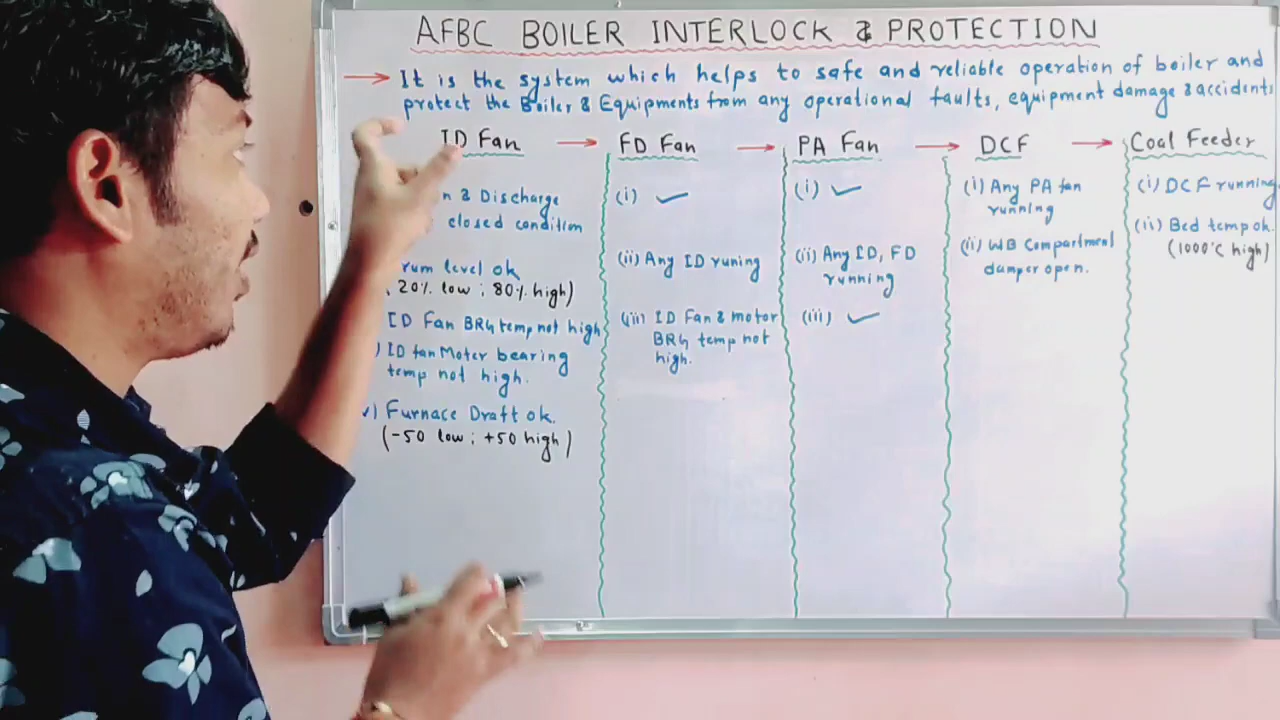 AFBC BOILER INTERLOCK & PROTECTION
→ It is the system which helps to safe and reliable operation of boiler and
protect the Boiler & Equipments from any operational faults, equipment damage & accidents
ID Fan →
n & Discharge
closed condition
rum level ok
20% low ; 80% high)
ID Fan BRG temp not high
) ID fan Moter bearing
temp not high.
v) Furnace Draft ok.
(-50 low ; +50 high)
FD Fan →
(i) ✓
(ii) Any ID runing
(iii) ID Fan & motor
BRG temp not
high.
PA Fan →
(i) ✓
(ii) Any ID, FD
running
(iii) ✓
DCF →
(i) Any PA fan
running
(ii) WB Compartment
damper open.
Coal Feeder
(i) DCF running
(ii) Bed temp ok.
(1000°C high)